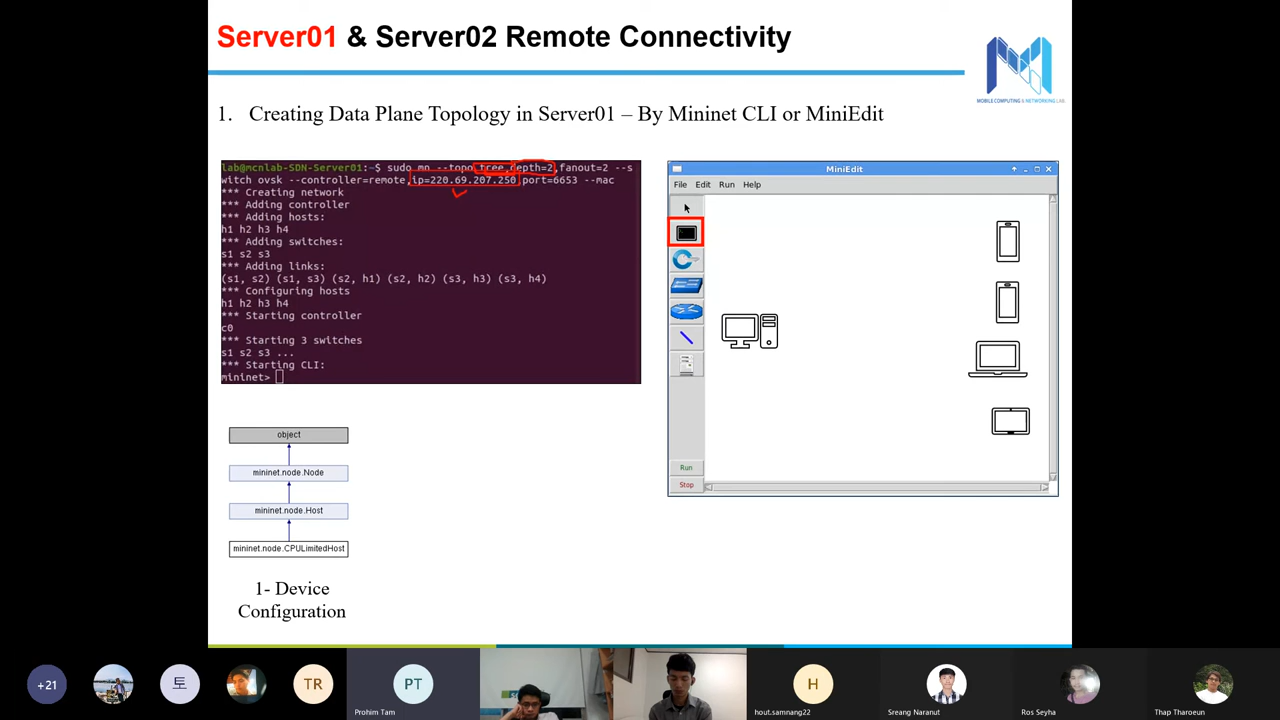 Server01 & Server02 Remote Connectivity
MOBILE COMPUTING & NETWORKING LAB.
1. Creating Data Plane Topology in Server01 – By Mininet CLI or MiniEdit
lab@mcnlab-SDN-Server01:~$ sudo mn --topo tree,depth=2,fanout=2 --s
witch ovsk --controller=remote,ip=220.69.207.250,port=6653 --mac
*** Creating network
*** Adding controller
*** Adding hosts:
h1 h2 h3 h4
*** Adding switches:
s1 s2 s3
*** Adding links:
(s1, s2) (s1, s3) (s2, h1) (s2, h2) (s3, h3) (s3, h4)
*** Configuring hosts
h1 h2 h3 h4
*** Starting controller
c0
*** Starting 3 switches
s1 s2 s3 ...
*** Starting CLI:
mininet>
MiniEdit
File Edit Run Help
Run
Stop
object
mininet.node.Node
mininet.node.Host
mininet.node.CPULimitedHost
1- Device
Configuration
+21
토
TR
PT
Prohim Tam
H
hout.samnang22
Sreang Naranut
Ros Seyha
Thap Tharoeun